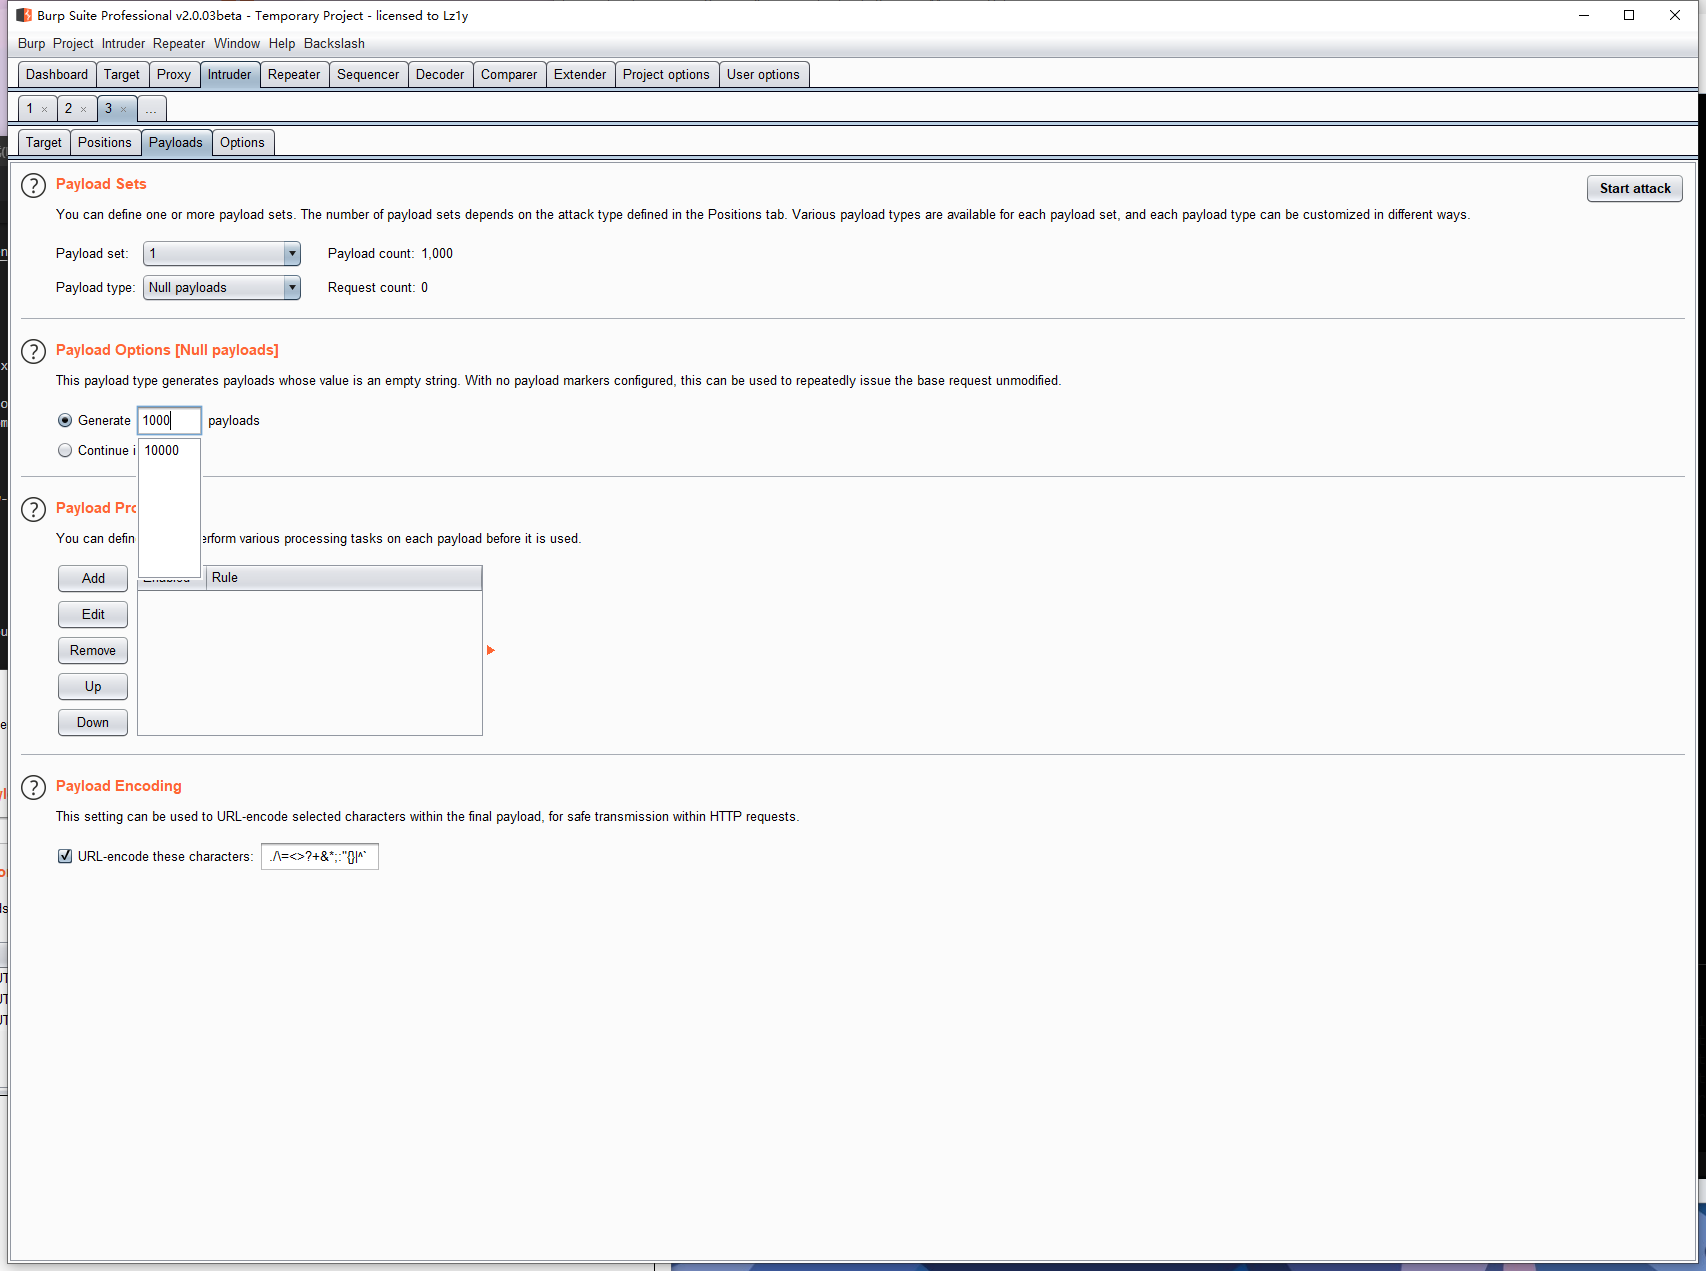 Burp Suite Professional v2.0.03beta - Temporary Project - licensed to Lz1y
Burp Project Intruder Repeater Window Help Backslash
Dashboard Target Proxy Intruder Repeater Sequencer Decoder Comparer Extender Project options User options
1 × 2 × 3 × ...
Target Positions Payloads Options
? Payload Sets
Start attack
You can define one or more payload sets. The number of payload sets depends on the attack type defined in the Positions tab. Various payload types are available for each payload set, and each payload type can be customized in different ways.
Payload set: 1 Payload count: 1,000
Payload type: Null payloads Request count: 0
? Payload Options [Null payloads]
This payload type generates payloads whose value is an empty string. With no payload markers configured, this can be used to repeatedly issue the base request unmodified.
Generate 1000 payloads
Continue i 10000
? Payload Pro
You can defin erform various processing tasks on each payload before it is used.
Add Enabled Rule
Edit
Remove
Up
Down
? Payload Encoding
This setting can be used to URL-encode selected characters within the final payload, for safe transmission within HTTP requests.
URL-encode these characters: ./\=<>?+&*;:"{}|^`